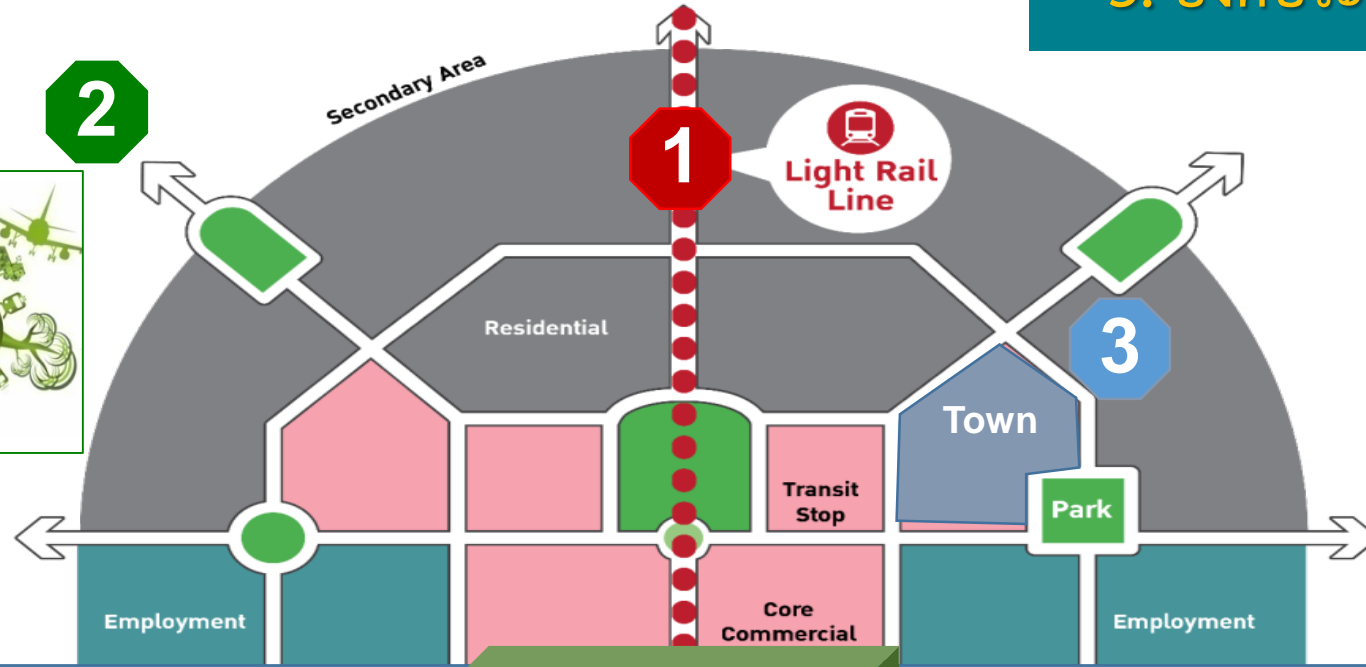 Secondary Area
2
1
Light Rail
Line
Residential
3
Town
Transit
Stop
Park
Employment
Core
Commercial
Employment